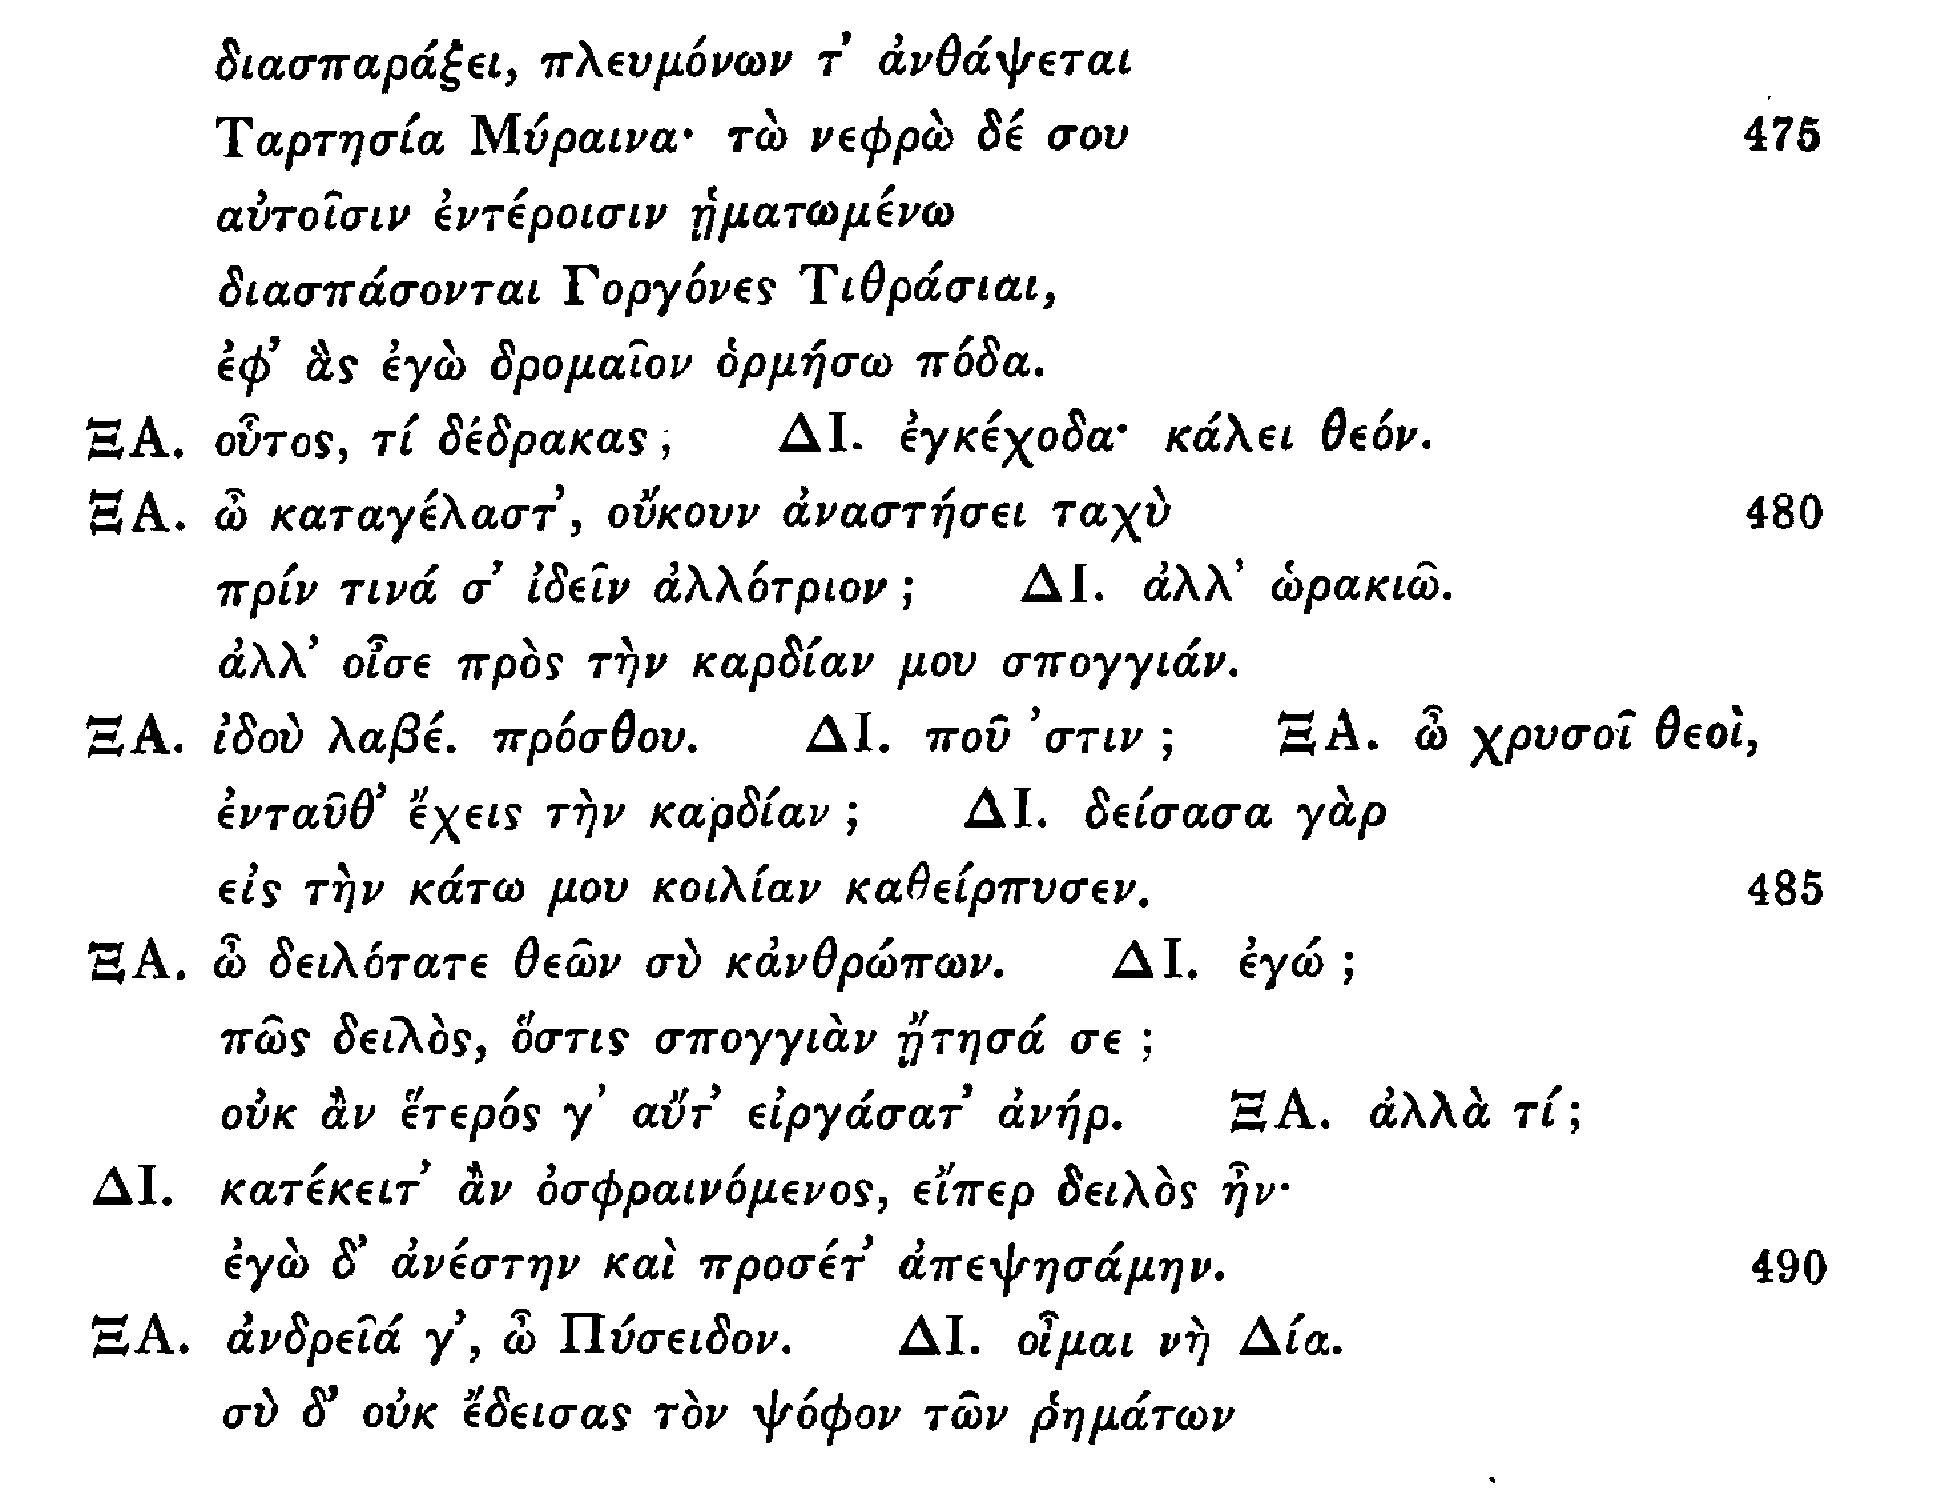 διασπαράξει, πλευμόνων τ’ ἀνθάψεται
Ταρτησία Μύραινα· τὼ νεφρὼ δέ σου 475
αὐτοῖσιν ἐντέροισιν ᾑματωμένω
διασπάσονται Γοργόνες Τιθράσιαι,
ἐφ’ ἃς ἐγὼ δρομαῖον ὁρμήσω πόδα.
ΞΑ. οὗτος, τί δέδρακας; ΔΙ. ἐγκέχοδα· κάλει θεόν.
ΞΑ. ὦ καταγέλαστ’, οὔκουν ἀναστήσει ταχὺ 480
πρίν τινά σ’ ἰδεῖν ἀλλότριον; ΔΙ. ἀλλ’ ὡρακιῶ.
ἀλλ’ οἶσε πρὸς τὴν καρδίαν μου σπογγιάν.
ΞΑ. ἰδοὺ λαβέ. πρόσθου. ΔΙ. ποῦ ’στιν; ΞΑ. ὦ χρυσοῖ θεοὶ,
ἐνταῦθ’ ἔχεις τὴν καρδίαν; ΔΙ. δείσασα γὰρ
εἰς τὴν κάτω μου κοιλίαν καθείρπυσεν. 485
ΞΑ. ὦ δειλότατε θεῶν σὺ κἀνθρώπων. ΔΙ. ἐγώ;
πῶς δειλὸς, ὅστις σπογγιὰν ᾔτησά σε;
οὐκ ἂν ἕτερός γ’ αὔτ’ εἰργάσατ’ ἀνήρ. ΞΑ. ἀλλὰ τί;
ΔΙ. κατέκειτ’ ἂν ὀσφραινόμενος, εἴπερ δειλὸς ἦν·
ἐγὼ δ’ ἀνέστην καὶ προσέτ’ ἀπεψησάμην. 490
ΞΑ. ἀνδρεῖά γ’, ὦ Πύσειδον. ΔΙ. οἶμαι νὴ Δία.
σὺ δ’ οὐκ ἔδεισας τὸν ψόφον τῶν ῥημάτων